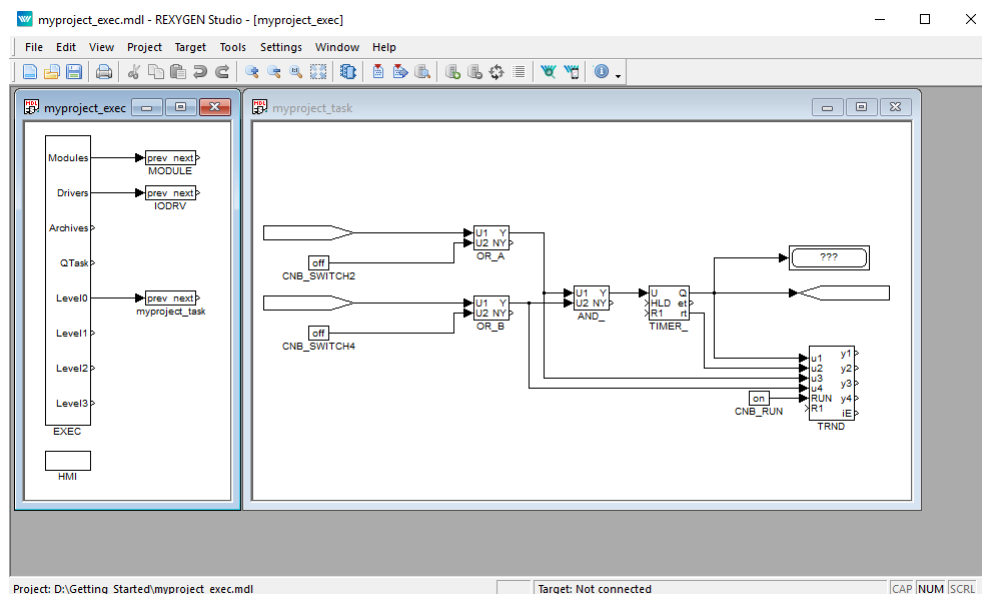 myproject_exec.mdl - REXYGEN Studio - [myproject_exec]
File Edit View Project Target Tools Settings Window Help
myproject_exec
Modules
prev next
MODULE
Drivers
prev next
IODRV
Archives
QTask
Level0
prev next
myproject_task
Level1
Level2
Level3
EXEC
HMI
myproject_task
U1 Y
U2 NY
OR_A
off
CNB_SWITCH2
U1 Y
U2 NY
OR_B
off
CNB_SWITCH4
U1 Y
U2 NY
AND_
U Q
HLD et
R1 rt
TIMER_
???
u1 y1
u2 y2
u3 y3
u4 y4
RUN iE
R1
TRND
on
CNB_RUN
Project: D:\Getting_Started\myproject_exec.mdl
Target: Not connected
CAP NUM SCRL